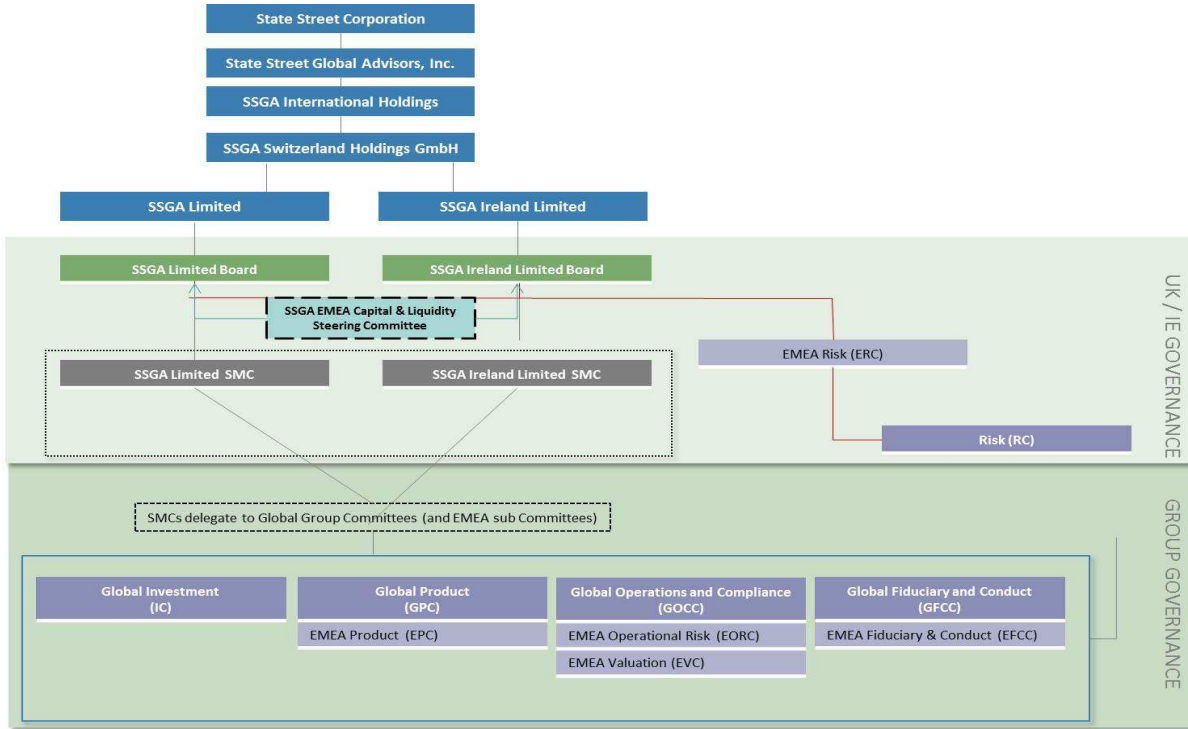 State Street Corporation
State Street Global Advisors, Inc.
SSGA International Holdings
SSGA Switzerland Holdings GmbH
SSGA Limited
SSGA Ireland Limited
SSGA Limited Board
SSGA Ireland Limited Board
SSGA EMEA Capital & Liquidity
Steering Committee
EMEA Risk (ERC)
SSGA Limited SMC
SSGA Ireland Limited SMC
Risk (RC)
UK / IE GOVERNANCE
SMCs delegate to Global Group Committees (and EMEA sub Committees)
Global Investment
(IC)
Global Product
(GPC)
EMEA Product (EPC)
Global Operations and Compliance
(GOCC)
EMEA Operational Risk (EORC)
EMEA Valuation (EVC)
Global Fiduciary and Conduct
(GFCC)
EMEA Fiduciary & Conduct (EFCC)
GROUP GOVERNANCE